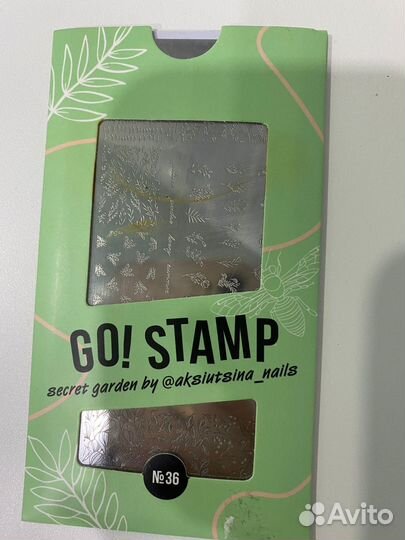 GO! STAMP
secret garden by @aksiutsina_nails
№36
Avito